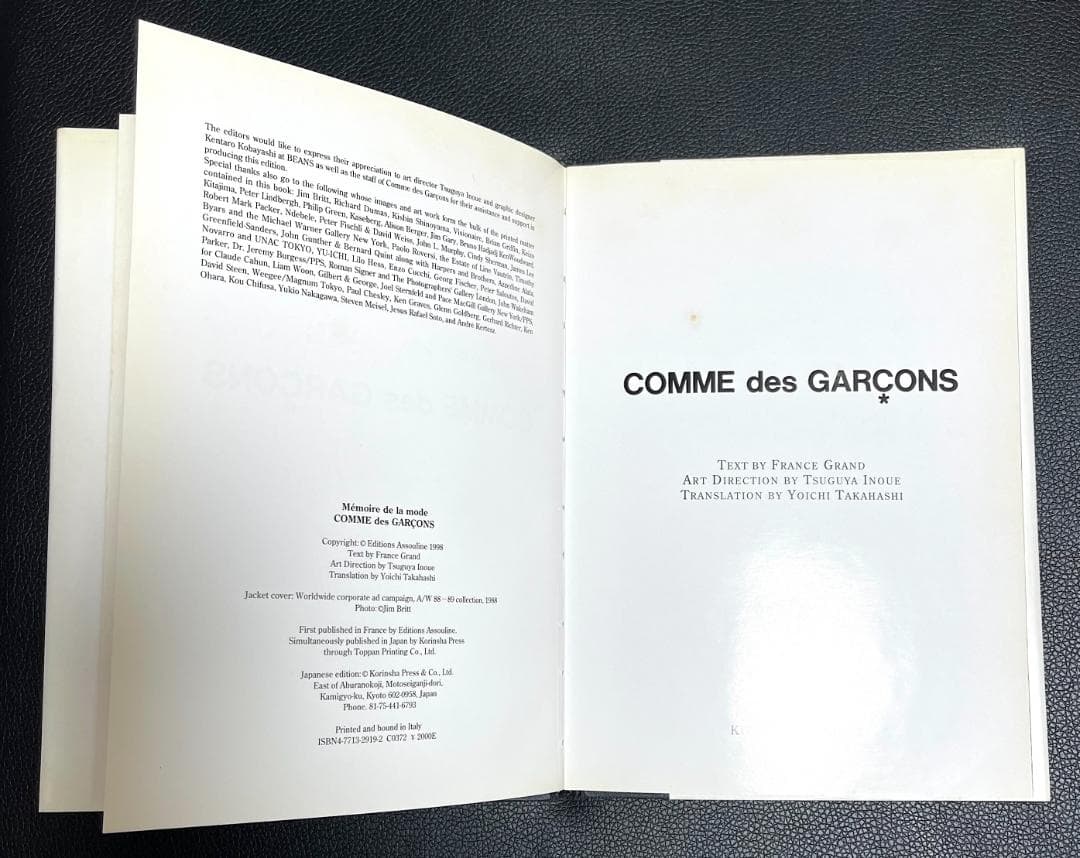 The editors would like to express their appreciation to art director Tsuguya Inoue and graphic designer
Kentaro Kobayashi at BEANS as well as the staff of Comme des Garçons for their assistance and support in
producing this edition.
Special thanks also go to the following whose images and art work form the bulk of the printed matter
contained in this book: Jim Britt, Richard Dumas, Kishin Shinoyama, Visionaire, Brian Griffin, Keizo
Kitajima, Peter Lindbergh, Philip Green, Kaseberg, Alison Berger, Jim Gary, Bruno Hadjadj Ken Woodward,
Robert Mark Packer, Ndebele, Peter Fischli & David Weiss, John L. Murphy, Cindy Sherman, James Lee
Byars and the Michael Warner Gallery New York, Paolo Roversi, the Estate of Line Vautrin, Timothy
Greenfield-Sanders, John Gunther & Bernard Quint along with Harpers and Brothers, Azzedine Alaïa,
Navarro and UNAC TOKYO, YU-ICHI, Lilo Hess, Enzo Cucchi, Georg Fischer, Peter Saloutos, David
Parker, Dr. Jeremy Burgess/PPS, Roman Signer and The Photographers' Gallery London, John Wakeham
for Claude Cahun, Liam Woon, Gilbert & George, Joel Sternfeld and Pace MacGill Gallery New York/PPS,
David Steen, Weegee/Magnum Tokyo, Paul Chesky, Ken Graves, Glenn Goldberg, Gerhard Richter, Ken
Ohara, Kou Chifusa, Yukio Nakagawa, Steven Meisel, Jesus Rafael Soto, and André Kertesz.
Mémoire de la mode
COMME des GARÇONS
Copyright: © Editions Assouline 1998
Text by France Grand
Art Direction by Tsuguya Inoue
Translation by Yoichi Takahashi
Jacket cover: Worldwide corporate ad campaign, A/W 88-89 collection, 1988
Photo: ©Jim Britt
First published in France by Editions Assouline.
Simultaneously published in Japan by Korinsha Press
through Toppan Printing Co., Ltd.
Japanese edition: © Korinsha Press & Co., Ltd.
East of Aburanokoji, Motoseiganji-dori,
Kamigyo-ku, Kyoto 602-0958, Japan
Phone. 81-75-441-6793
Printed and bound in Italy
ISBN4-7713-2919-2 C0372 ¥2000E
COMME des GARÇONS
*
TEXT BY FRANCE GRAND
ART DIRECTION BY TSUGUYA INOUE
TRANSLATION BY YOICHI TAKAHASHI